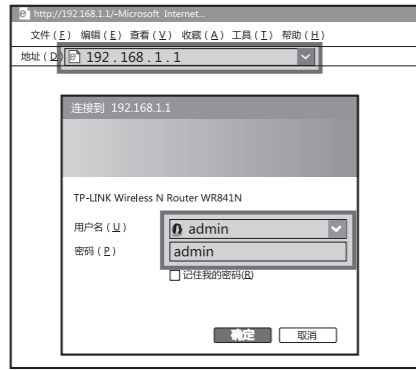 http://192.168.1.1/-Microsoft Internet...
文件(F) 编辑(E) 查看(V) 收藏(A) 工具(T) 帮助(H)
地址(D) 192.168.1.1
连接到 192.168.1.1
TP-LINK Wireless N Router WR841N
用户名(U) admin
密码(P) admin
记住我的密码(R)
确定 取消